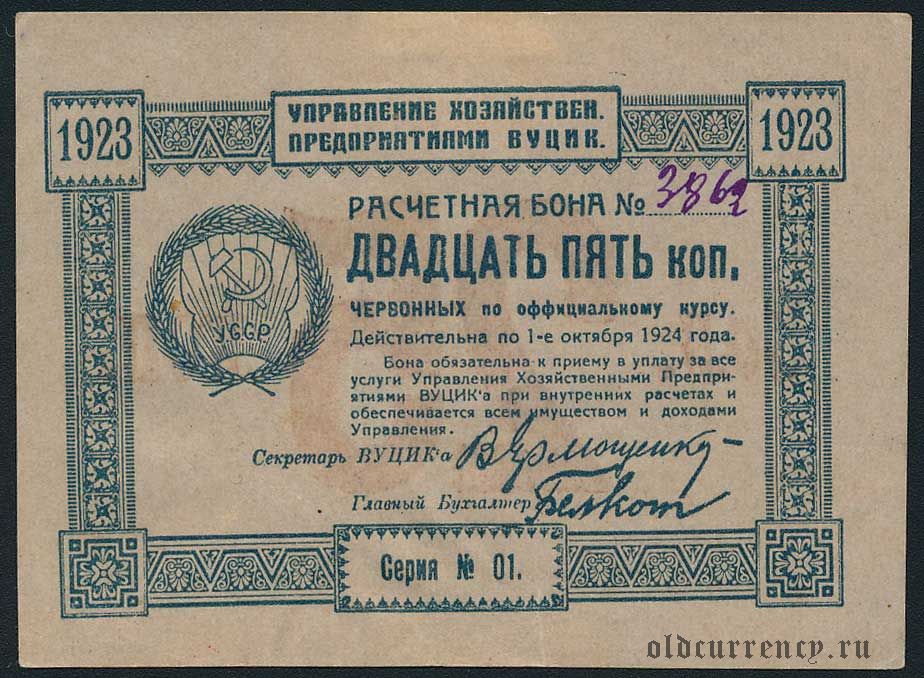 УПРАВЛЕНИЕ ХОЗЯЙСТВЕН.
ПРЕДПРИЯТИЯМИ ВУЦИК.
1923
1923
РАСЧЕТНАЯ БОНА № 3862
ДВАДЦАТЬ ПЯТЬ КОП.
ЧЕРВОННЫХ по оффициальному курсу.
Действительна по 1-е октября 1924 года.
Бона обязательна к приему в уплату за все
услуги Управления Хозяйственными Предпри-
ятиями ВУЦИК'а при внутренних расчетах и
обеспечивается всем имуществом и доходами
Управления.
УССР
Секретарь ВУЦИК'а В Ярмощенко
Главный Бухгалтер
Серия № 01.
oldcurrency.ru